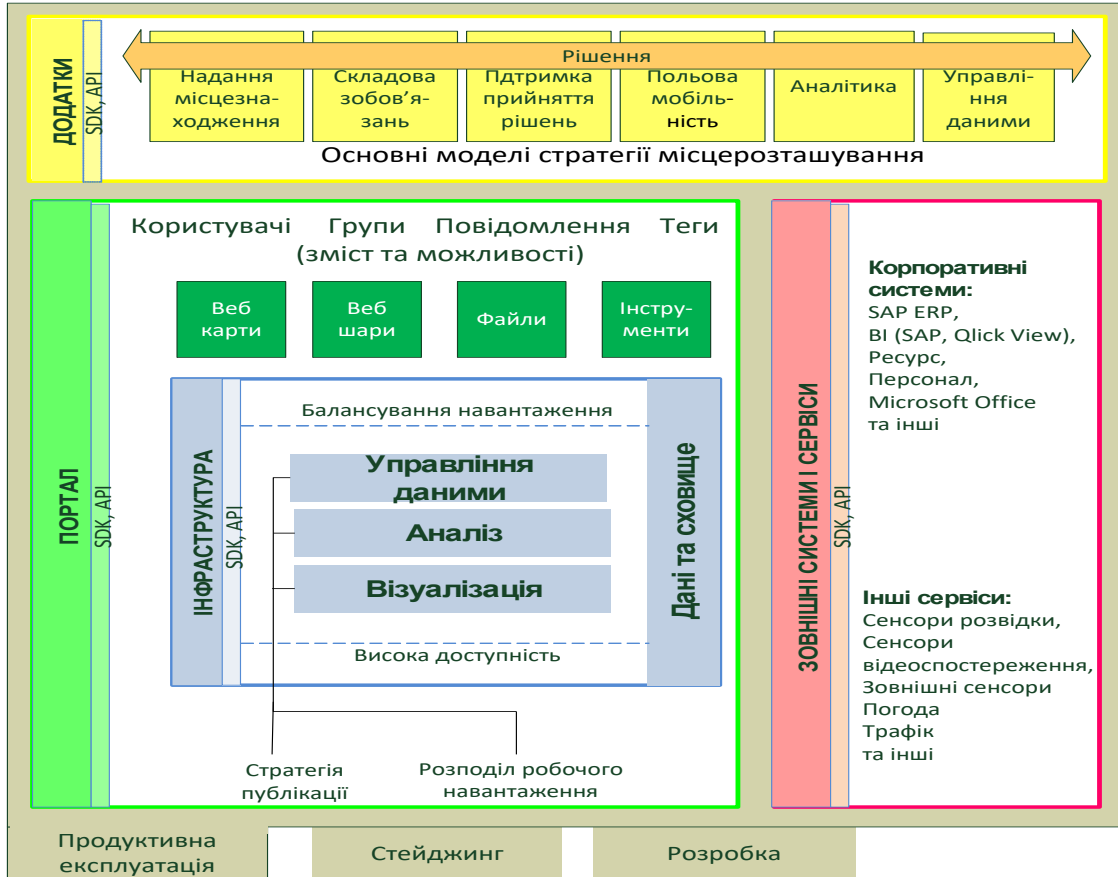 ДОДАТКИ
SDK, API
Рішення
Надання
місцезна-
ходження
Складова
зобов’я-
зань
Пдтримка
прийняття
рішень
Польова
мобіль-
ність
Аналітика
Управлі-
ння
даними
Основні моделі стратегії місцерозташування
ПОРТАЛ
SDK, API
Користувачі Групи Повідомлення Теги
(зміст та можливості)
Веб
карти
Веб
шари
Файли
Інстру-
менти
ІНФРАСТРУКТУРА
SDK, API
Балансування навантаження
Управління
даними
Аналіз
Візуалізація
Висока доступність
Дані та сховище
Стратегія
публікації
Розподіл робочого
навантаження
ЗОВНІШНІ СИСТЕМИ І СЕРВІСИ
SDK, API
Корпоративні
системи:
SAP ERP,
BI (SAP, Qlick View),
Ресурс,
Персонал,
Microsoft Office
та інші
Інші сервіси:
Сенсори розвідки,
Сенсори
відеоспостереження,
Зовнішні сенсори
Погода
Трафік
та інші
Продуктивна
експлуатація
Стейджинг
Розробка